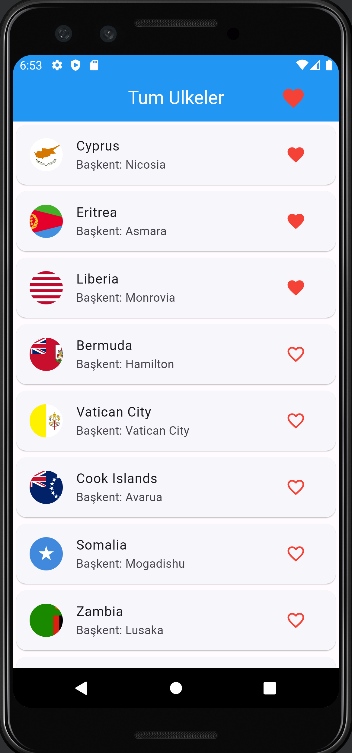 6:53
Tum Ulkeler
Cyprus
Başkent: Nicosia
Eritrea
Başkent: Asmara
Liberia
Başkent: Monrovia
Bermuda
Başkent: Hamilton
Vatican City
Başkent: Vatican City
Cook Islands
Başkent: Avarua
Somalia
Başkent: Mogadishu
Zambia
Başkent: Lusaka